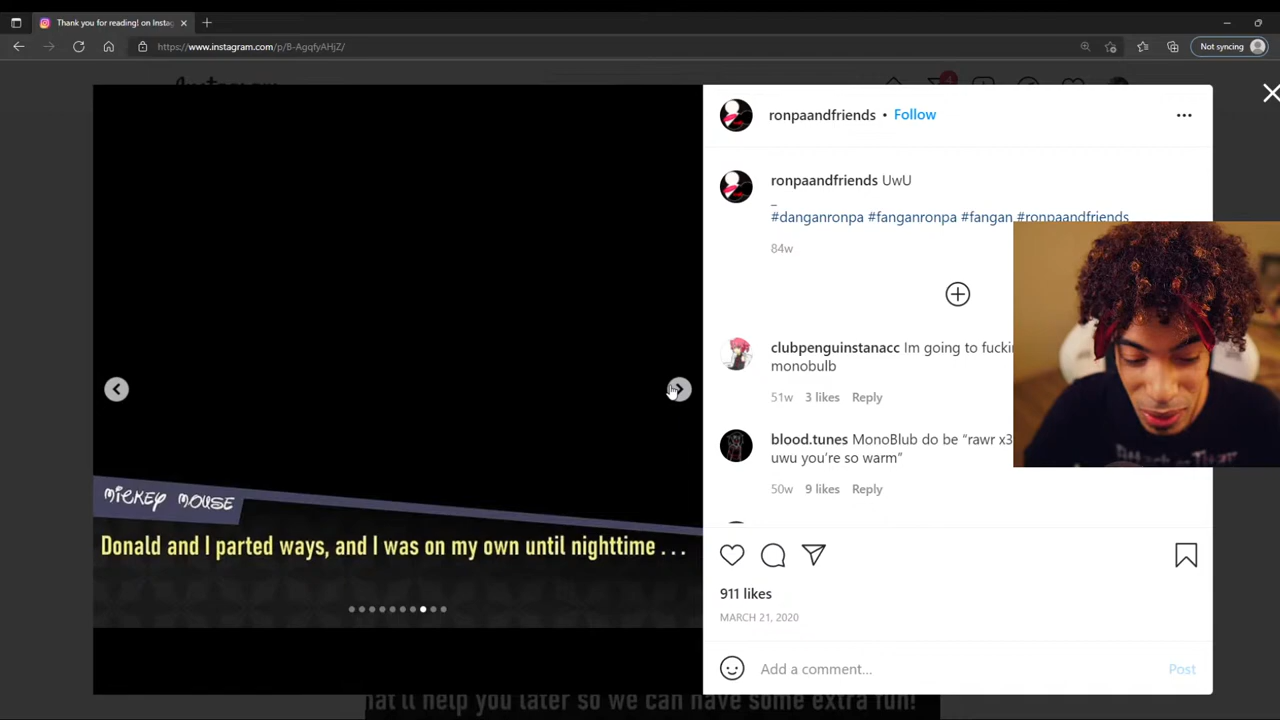 Thank you for reading! on Insta
https://www.instagram.com/p/B-AgqfyAHjZ/
Not syncing
Instagram
4
ronpaandfriends • Follow
ronpaandfriends UwU
_
#danganronpa #fanganronpa #fangan #ronpaandfriends
84w
clubpenguinstanacc Im going to
monobulb
51w 3 likes Reply
blood.tunes MonoBlub do be “rawr x3
uwu you’re so warm”
50w 9 likes Reply
MICKEY MOUSE
Donald and I parted ways, and I was on my own until nighttime . . .
911 likes
MARCH 21, 2020
Add a comment...
Post
help you later so we can have some extra fun!